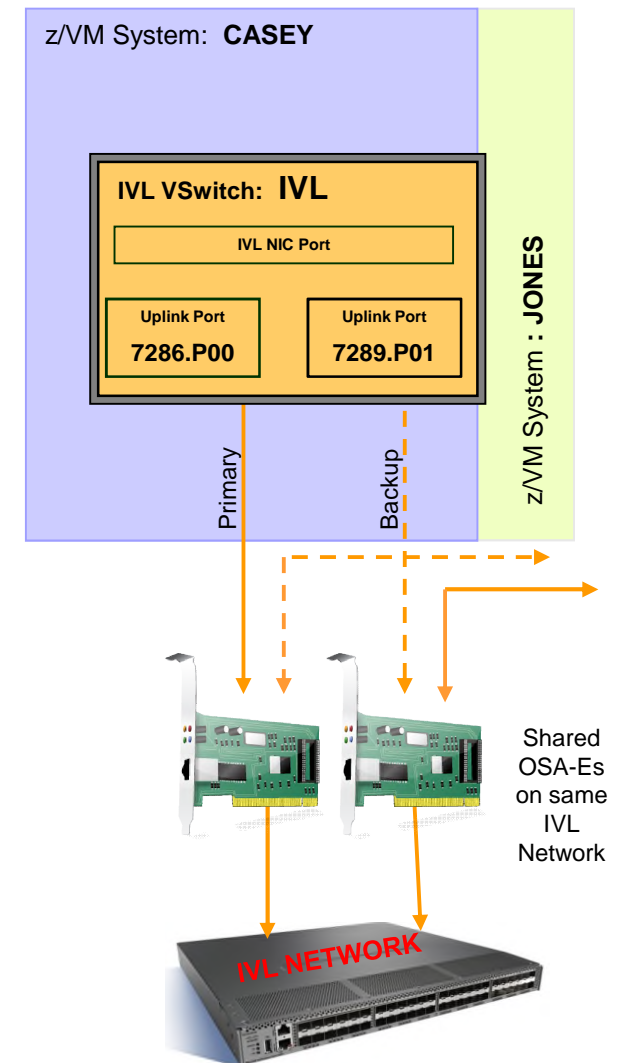 z/VM System: CASEY
IVL VSwitch: IVL
IVL NIC Port
Uplink Port
7286.P00
Uplink Port
7289.P01
z/VM System : JONES
Primary
Backup
Shared
OSA-Es
on same
IVL
Network
IVL NETWORK